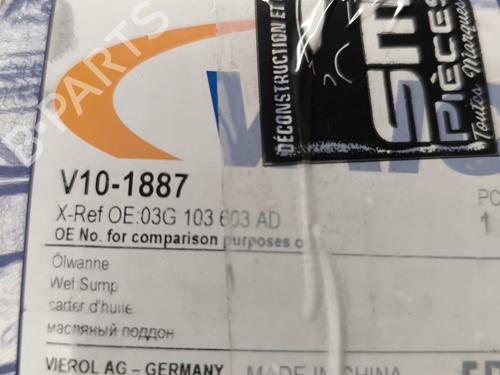 B-PARTS
DÉCONSTRUCTION ET
PIÈCES
Toutes Marques
V10-1887
X-Ref OE:03G 103 603 AD
OE No. for comparison purposes
1
Ölwanne
Wet Sump
carter d'huile
масляный поддон
VIEROL AG – GERMANY
MADE IN CHINA